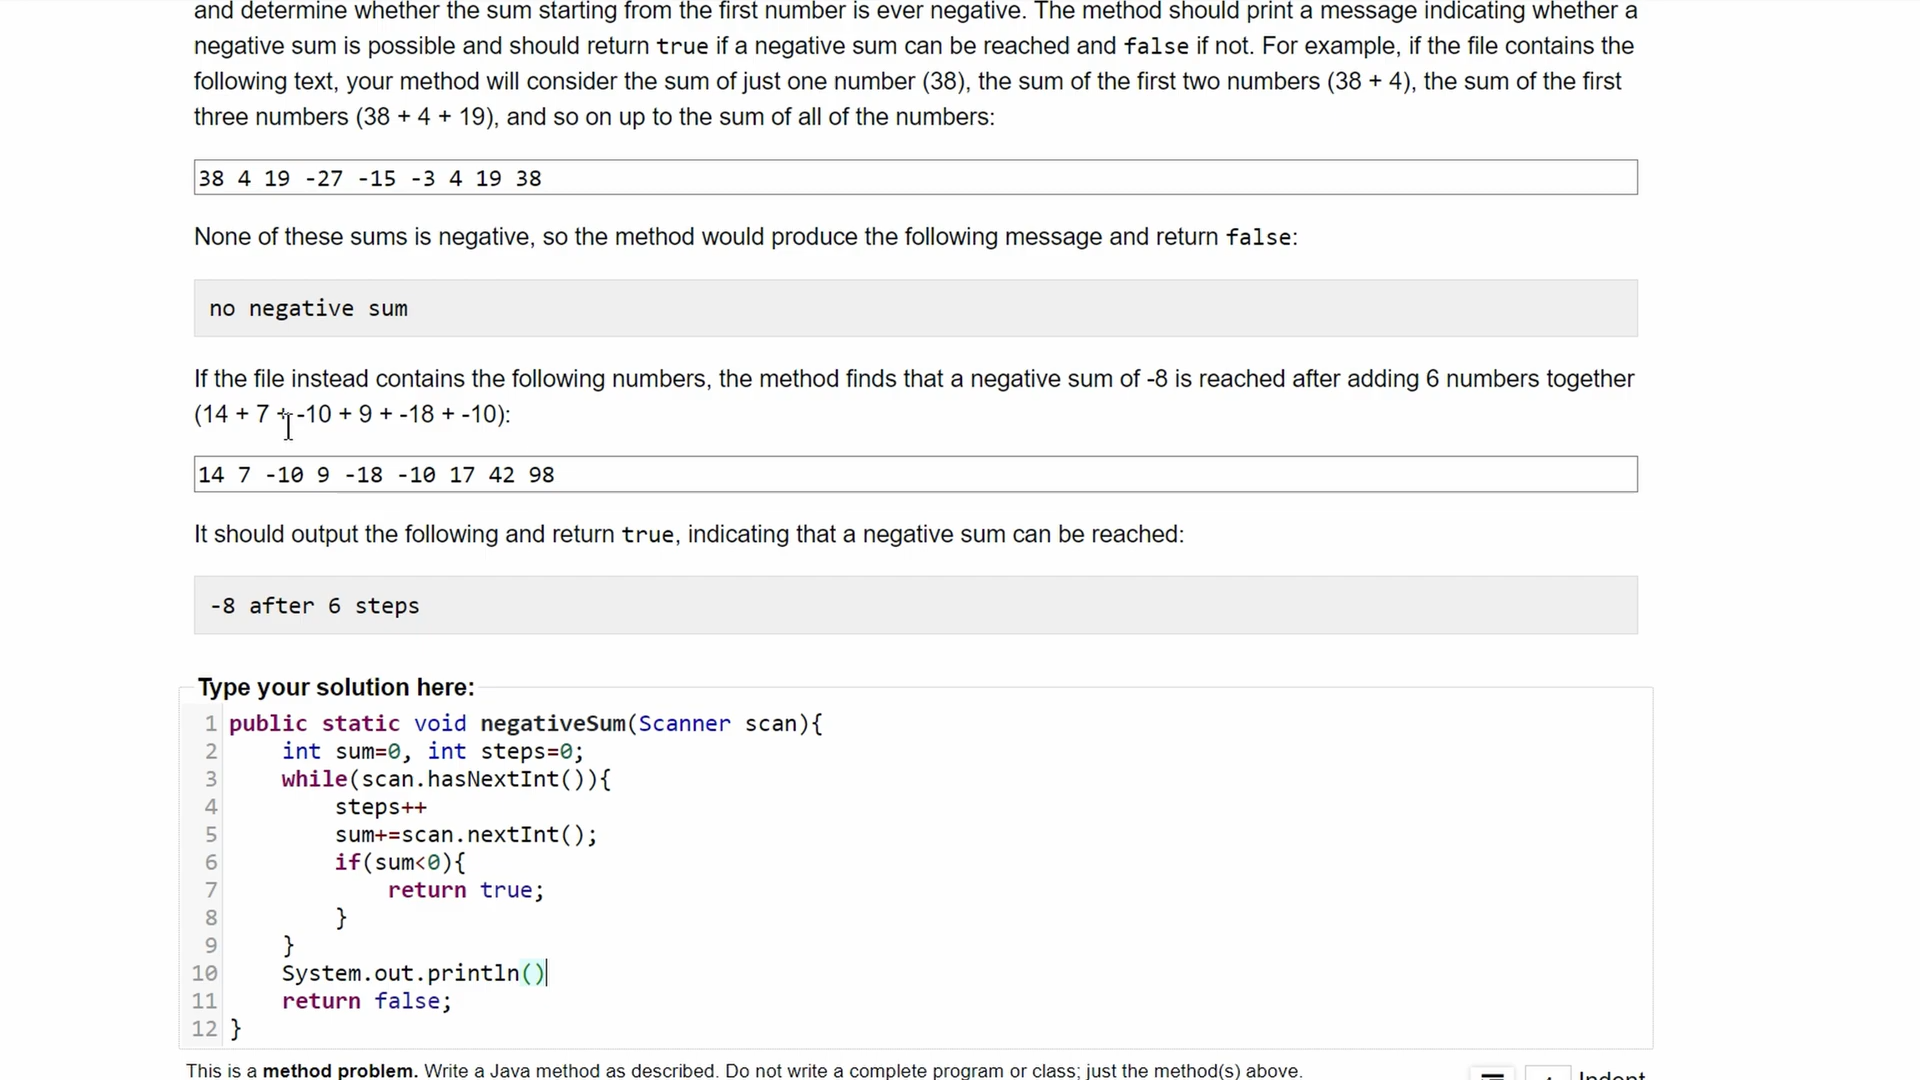 and determine whether the sum starting from the first number is ever negative. The method should print a message indicating whether a
negative sum is possible and should return true if a negative sum can be reached and false if not. For example, if the file contains the
following text, your method will consider the sum of just one number (38), the sum of the first two numbers (38 + 4), the sum of the first
three numbers (38 + 4 + 19), and so on up to the sum of all of the numbers:
38 4 19 -27 -15 -3 4 19 38
None of these sums is negative, so the method would produce the following message and return false:
no negative sum
If the file instead contains the following numbers, the method finds that a negative sum of -8 is reached after adding 6 numbers together
(14 + 7 + -10 + 9 + -18 + -10):
14 7 -10 9 -18 -10 17 42 98
It should output the following and return true, indicating that a negative sum can be reached:
-8 after 6 steps
Type your solution here:
1 public static void negativeSum(Scanner scan){
2     int sum=0, int steps=0;
3     while(scan.hasNextInt()){
4         steps++
5         sum+=scan.nextInt();
6         if(sum<0){
7             return true;
8         }
9     }
10     System.out.println()
11     return false;
12 }
This is a method problem. Write a Java method as described. Do not write a complete program or class; just the method(s) above.
Indent